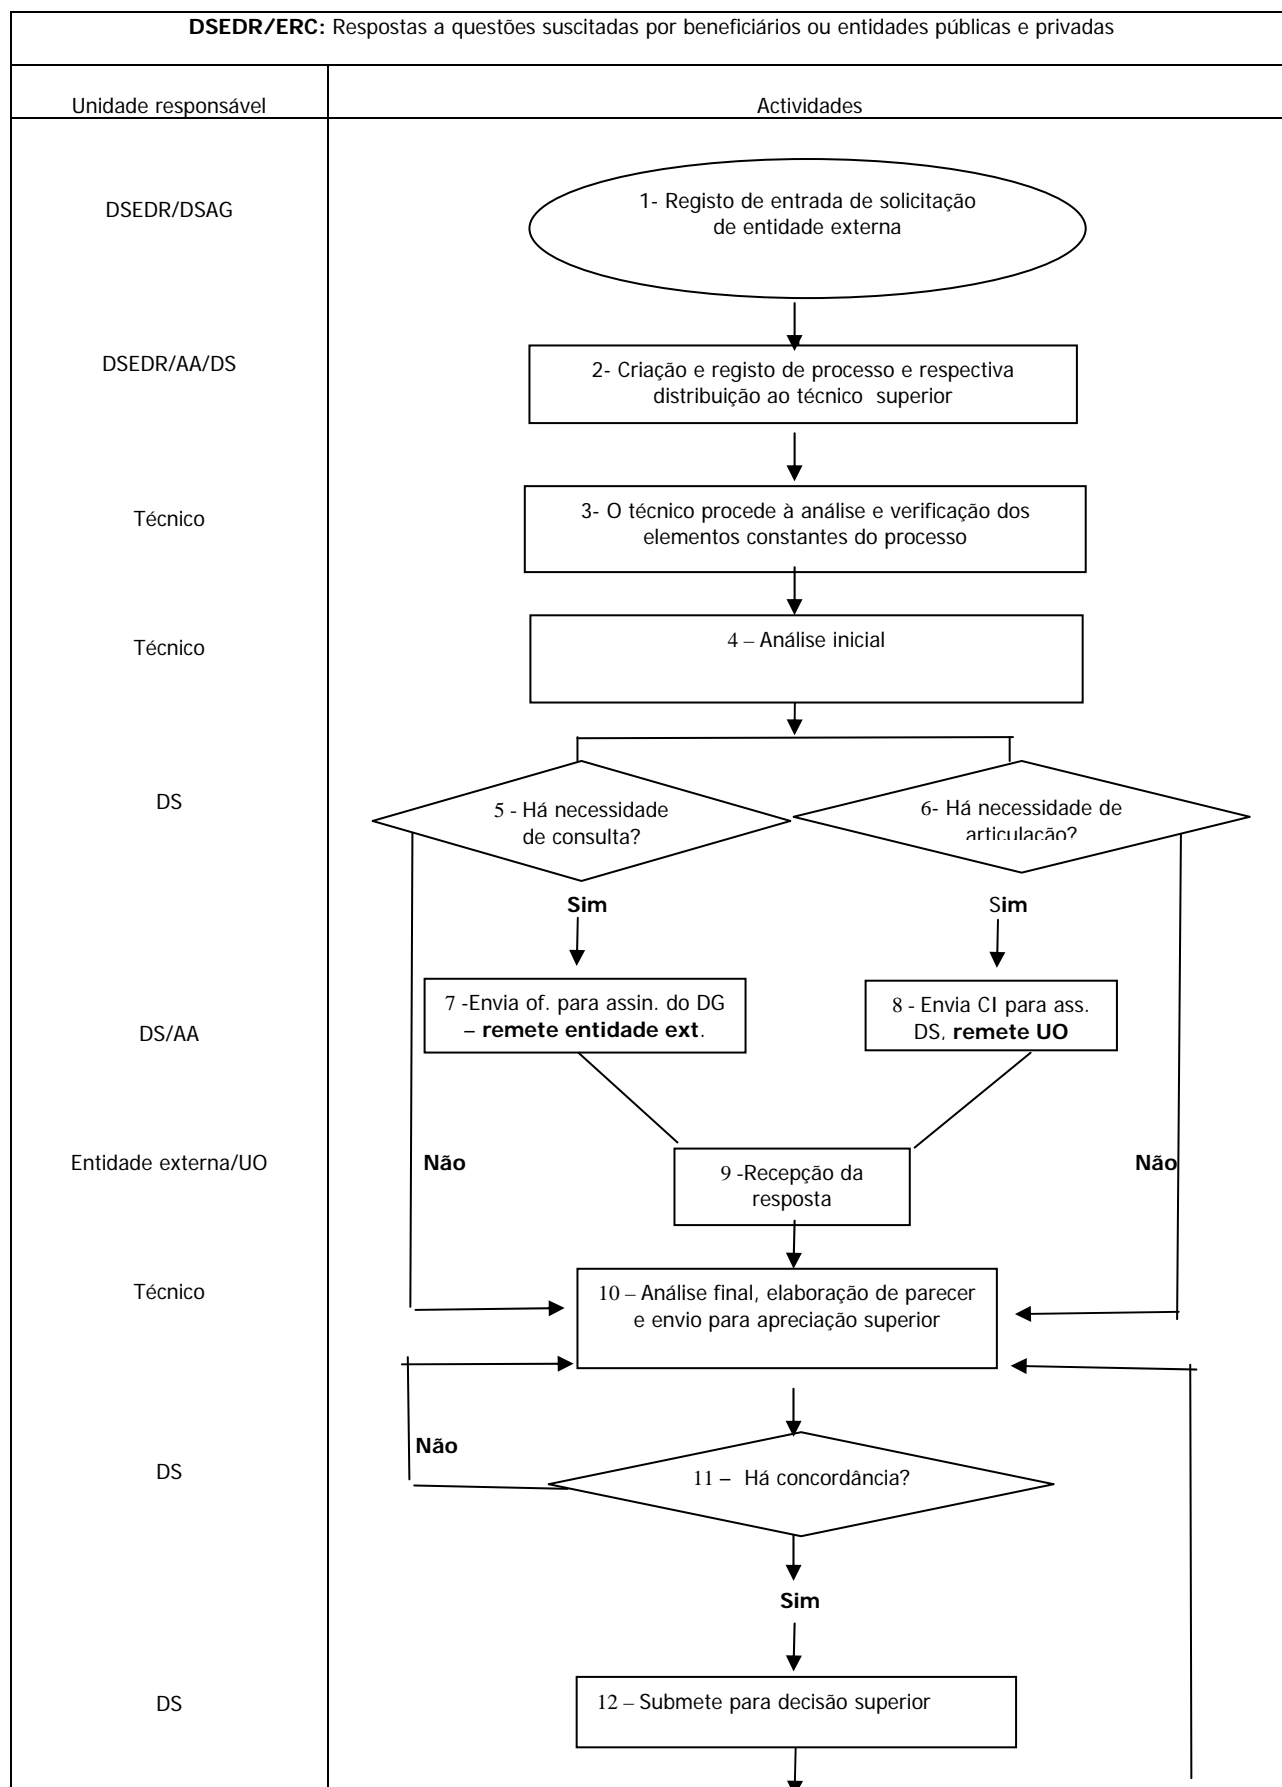 DSEDR/ERC: Respostas a questões suscitadas por beneficiários ou entidades públicas e privadas
Unidade responsável
Actividades
DSEDR/DSAG
1- Registo de entrada de solicitação
de entidade externa
DSEDR/AA/DS
2- Criação e registo de processo e respectiva
distribuição ao técnico superior
Técnico
3- O técnico procede à análise e verificação dos
elementos constantes do processo
Técnico
4 – Análise inicial
DS
5 - Há necessidade
de consulta?
6- Há necessidade de
articulação?
Sim
Sim
DS/AA
7 -Envia of. para assin. do DG
– remete entidade ext.
8 - Envia CI para ass.
DS, remete UO
Entidade externa/UO
Não
9 -Recepção da
resposta
Não
Técnico
10 – Análise final, elaboração de parecer
e envio para apreciação superior
Não
DS
11 – Há concordância?
Sim
DS
12 – Submete para decisão superior